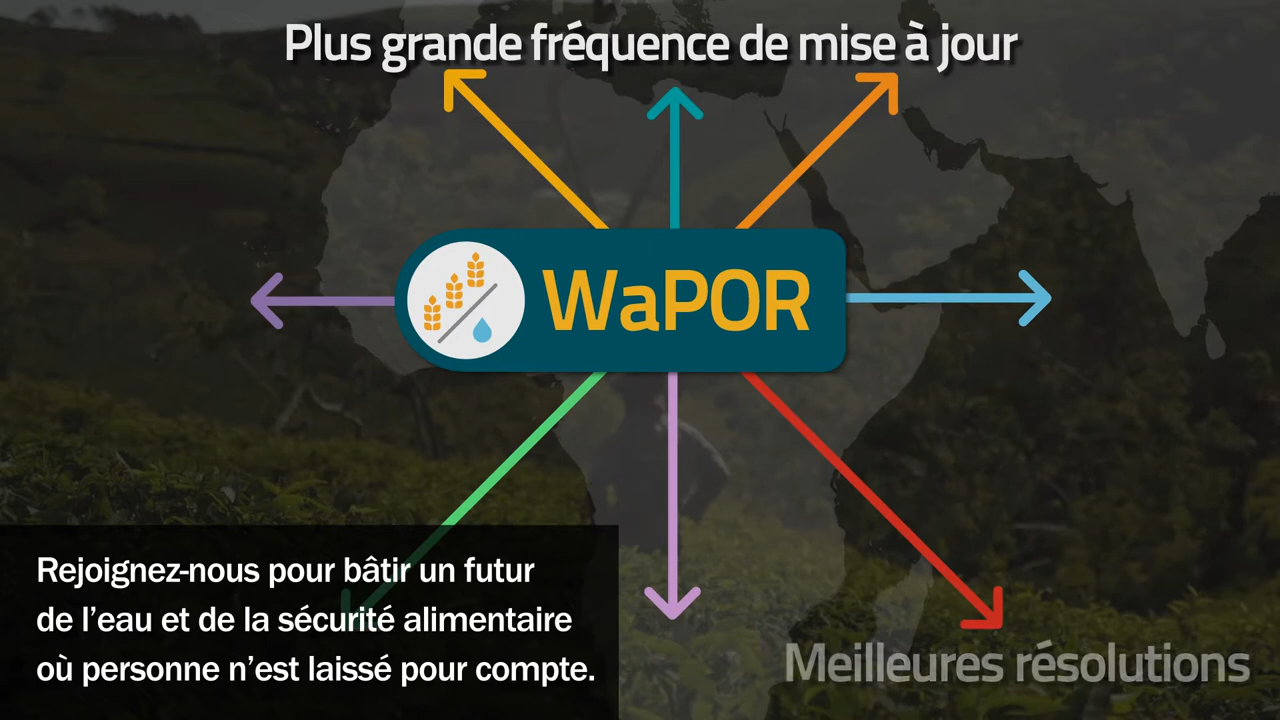 Plus grande fréquence de mise à jour
WaPOR
Rejoignez-nous pour bâtir un futur
de l’eau et de la sécurité alimentaire
où personne n’est laissé pour compte.
Meilleures résolutions